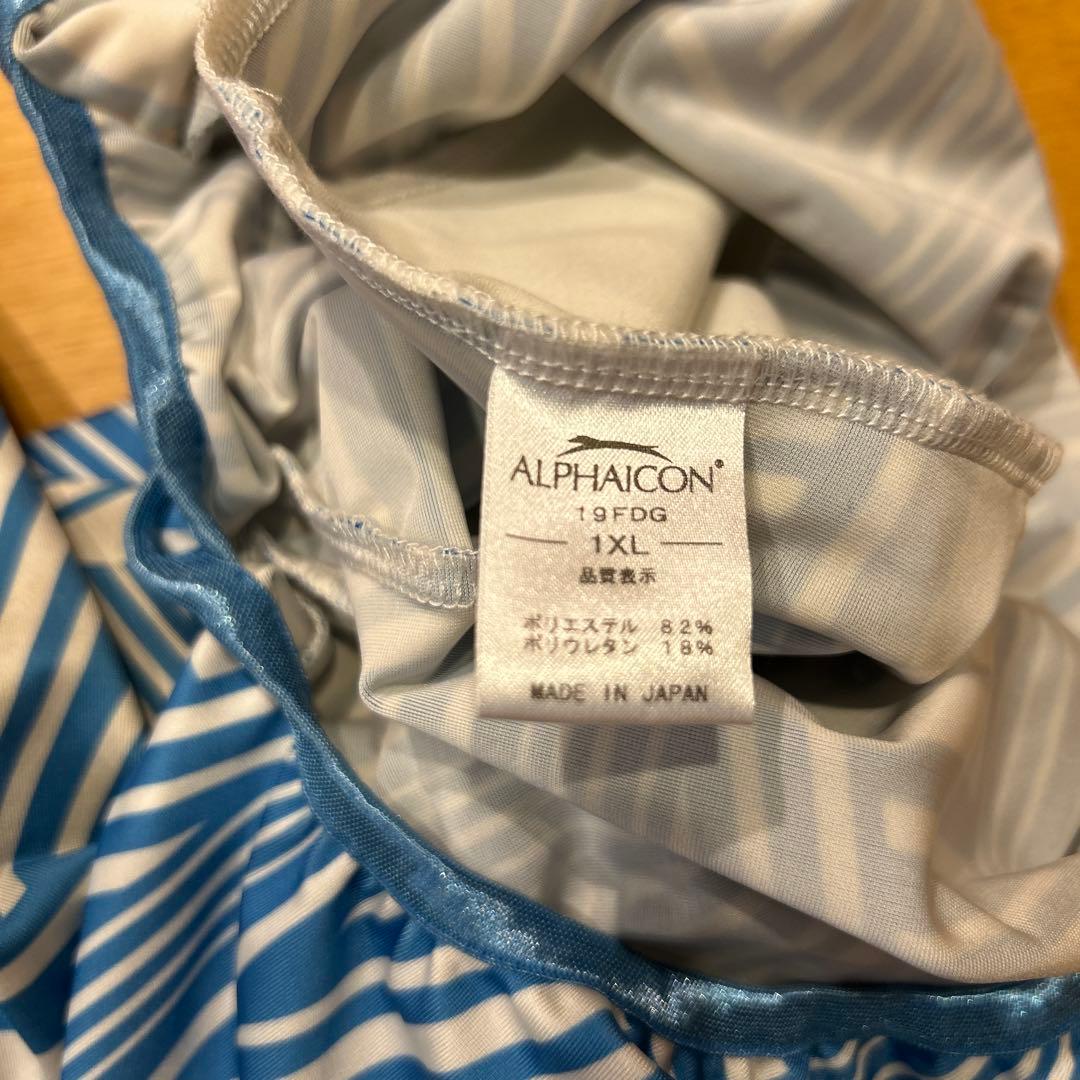 ALPHAICON®
19FDG
1XL
品質表示
ポリエステル 82%
ポリウレタン 18%
MADE IN JAPAN